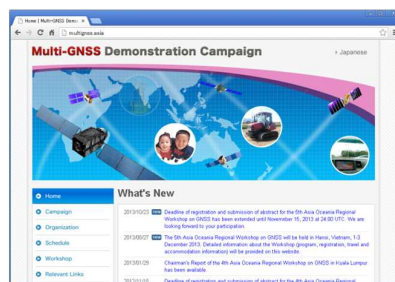 Home | Multi-GNSS Demo
multignss.asia
Multi-GNSS Demonstration Campaign
Japanese
Home
Campaign
Organization
Schedule
Workshop
Relevant Links
What's New
2013/10/23 Deadline of registration and submission of abstract for the 5th Asia Oceania Regional
Workshop on GNSS has been extended until November 15, 2013 at 24:00 UTC. We are
looking forward to your participation.
2013/09/27 The 5th Asia Oceania Regional Workshop on GNSS will be held in Hanoi, Vietnam, 1-3
December 2013. Detailed information about the Workshop (program, registration, travel and
accommodation information) will be provided on this website.
2013/01/29 Chairman's Report of the 4th Asia Oceania Regional Workshop on GNSS in Kuala Lumpur
has been available.
Deadline of registration and submission of abstract for the 4th Asia Oceania Regional